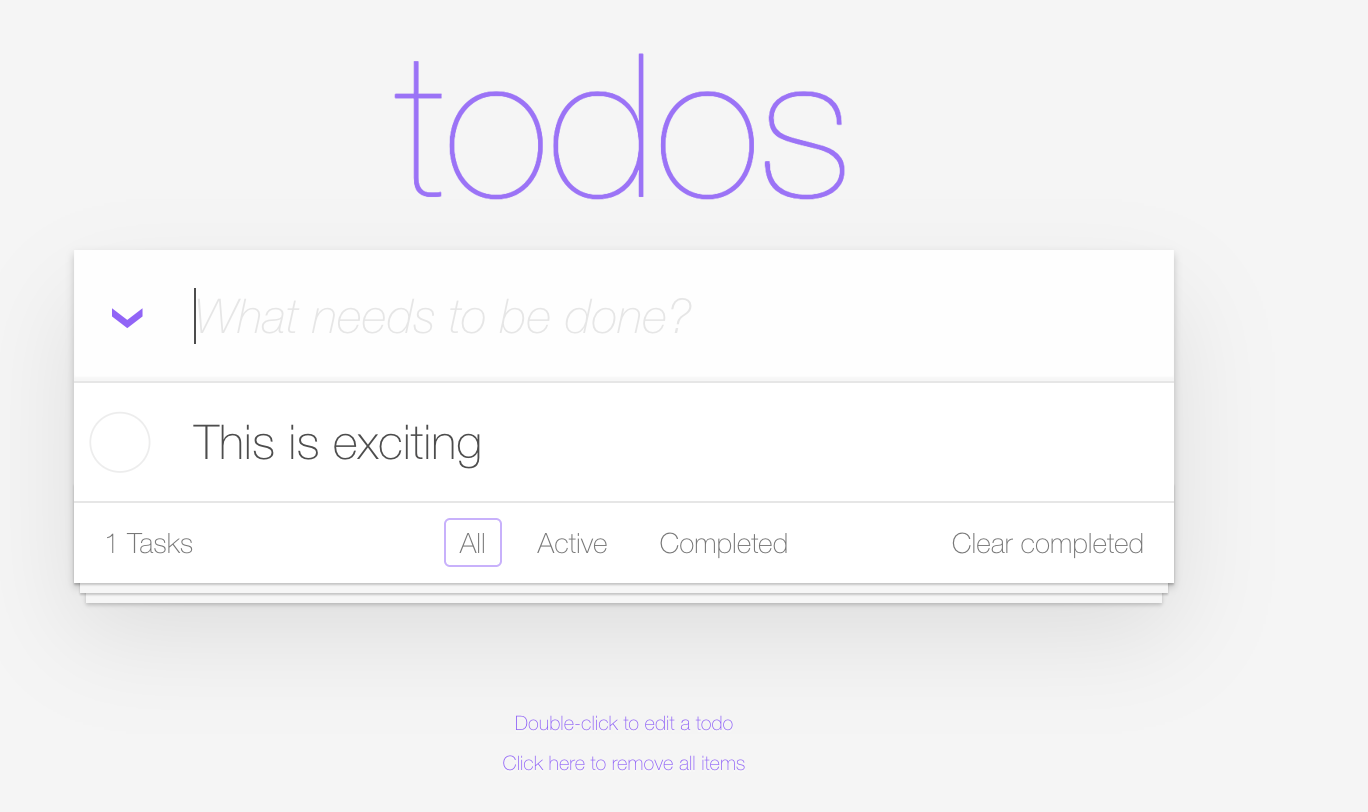 todos
What needs to be done?
This is exciting
1 Tasks All Active Completed Clear completed
Double-click to edit a todo
Click here to remove all items